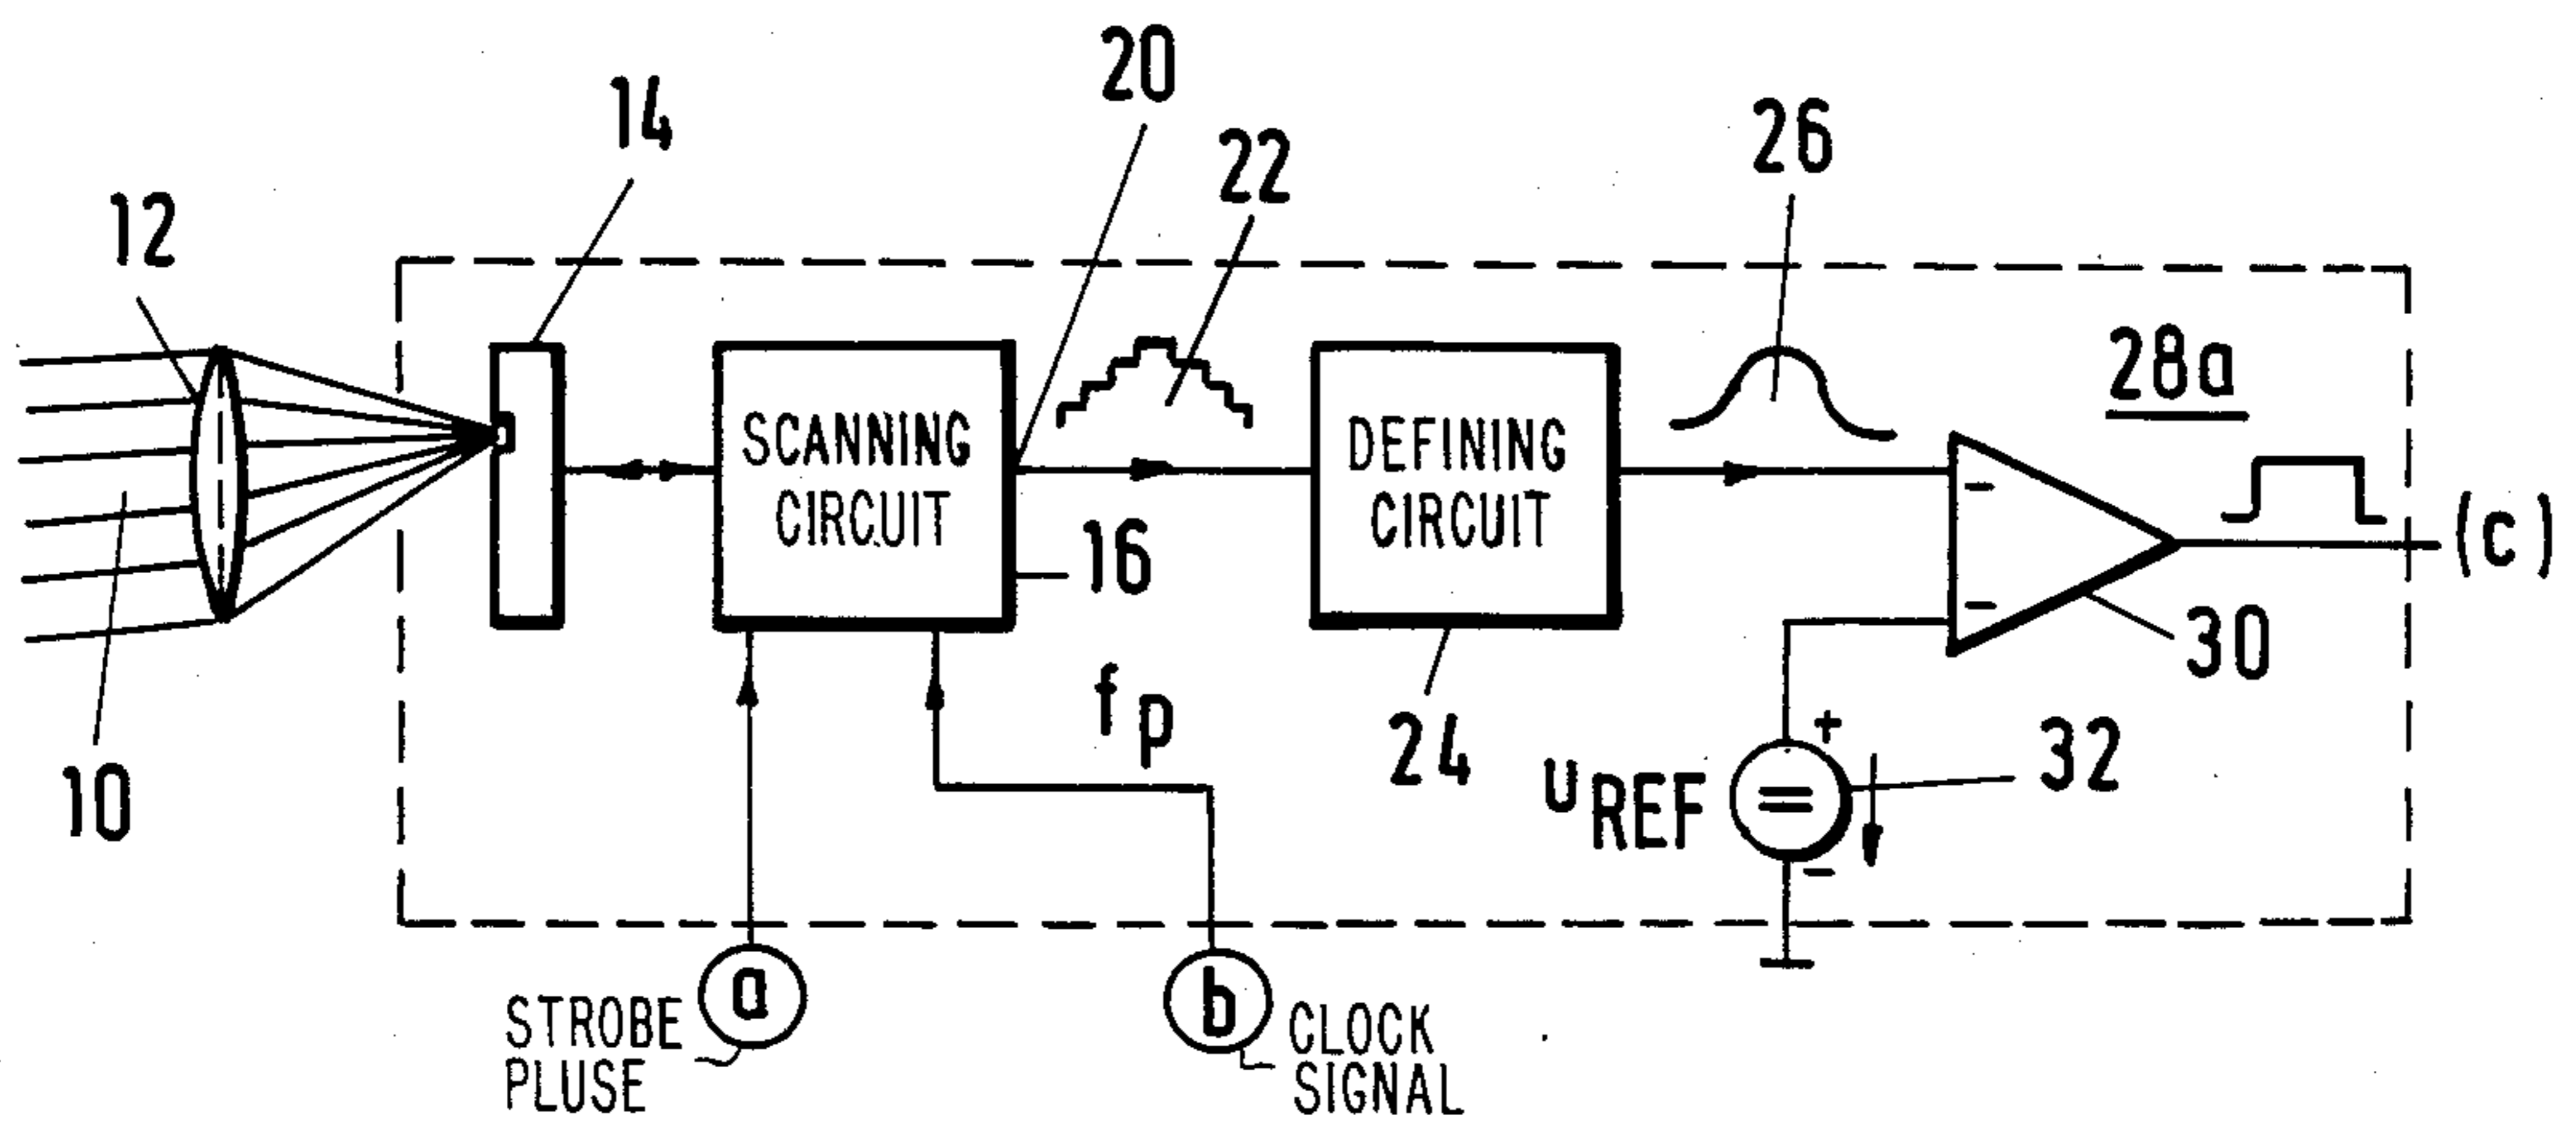 20
14
26
22
12
28a
SCANNING
CIRCUIT
DEFINING
CIRCUIT
-
-
(c)
16
30
fp
24
+
32
UREF
=
-
10
a
b
STROBE
PLUSE
CLOCK
SIGNAL